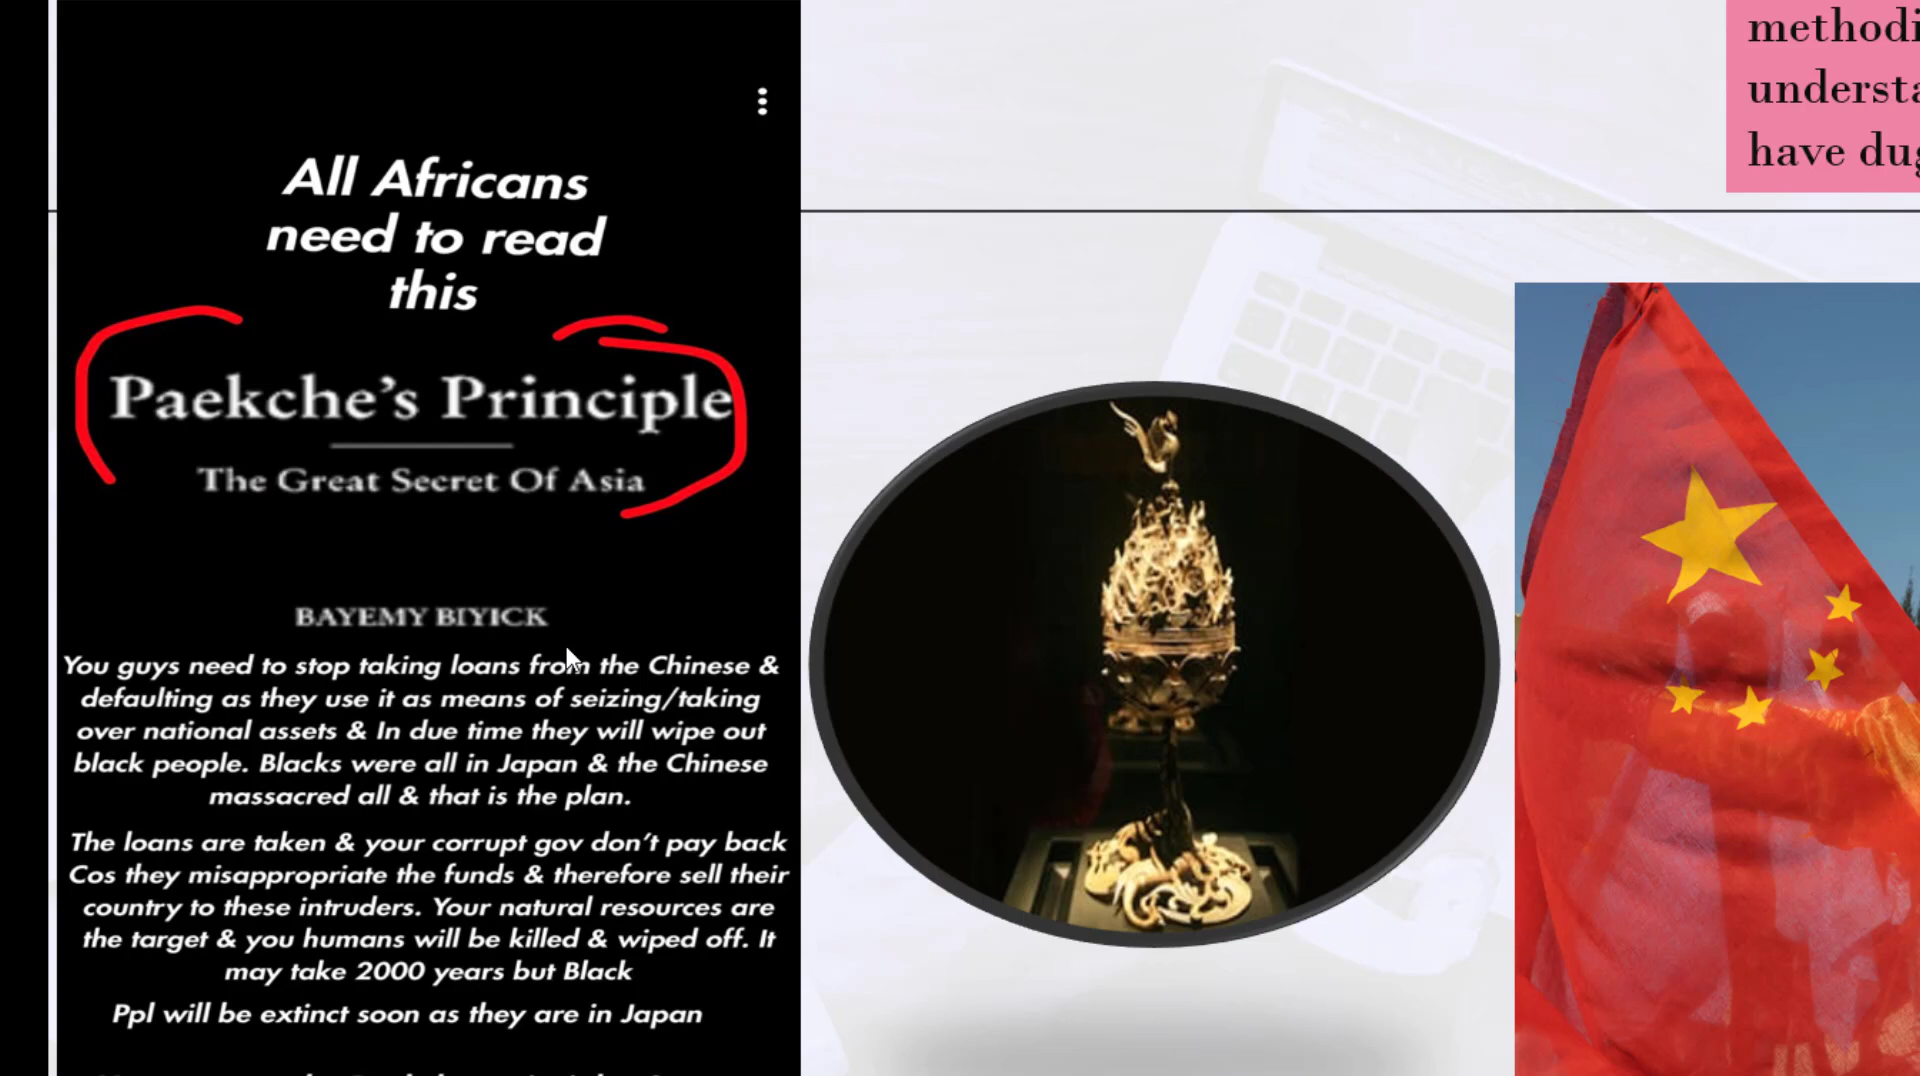 All Africans
need to read
this
Paekche's Principle
The Great Secret Of Asia
BAYEMY BIYICK
You guys need to stop taking loans from the Chinese &
defaulting as they use it as means of seizing/taking
over national assets & In due time they will wipe out
black people. Blacks were all in Japan & the Chinese
massacred all & that is the plan.
The loans are taken & your corrupt gov don't pay back
Cos they misappropriate the funds & therefore sell their
country to these intruders. Your natural resources are
the target & you humans will be killed & wiped off. It
may take 2000 years but Black
Ppl will be extinct soon as they are in Japan
methodi
understa
have dug